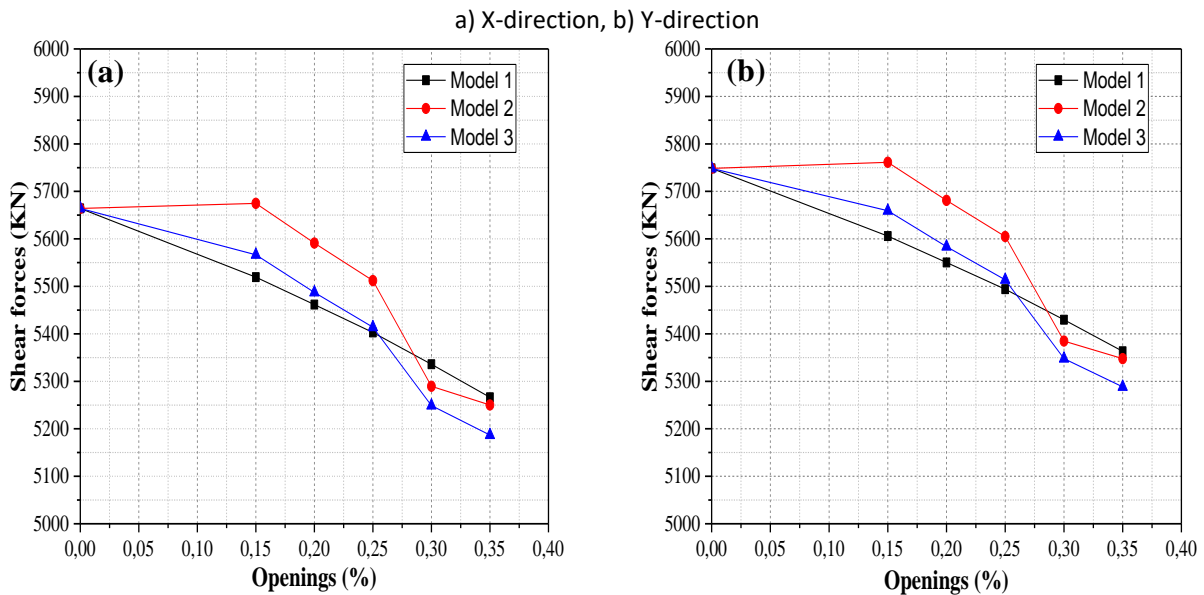 a) X-direction, b) Y-direction
(a)
Model 1
Model 2
Model 3
6000
5900
5800
5700
5600
5500
5400
5300
5200
5100
5000
Shear forces (KN)
0,00 0,05 0,10 0,15 0,20 0,25 0,30 0,35 0,40
Openings (%)
(b)
Model 1
Model 2
Model 3
6000
5900
5800
5700
5600
5500
5400
5300
5200
5100
5000
Shear forces (KN)
0,00 0,05 0,10 0,15 0,20 0,25 0,30 0,35 0,40
Openings (%)